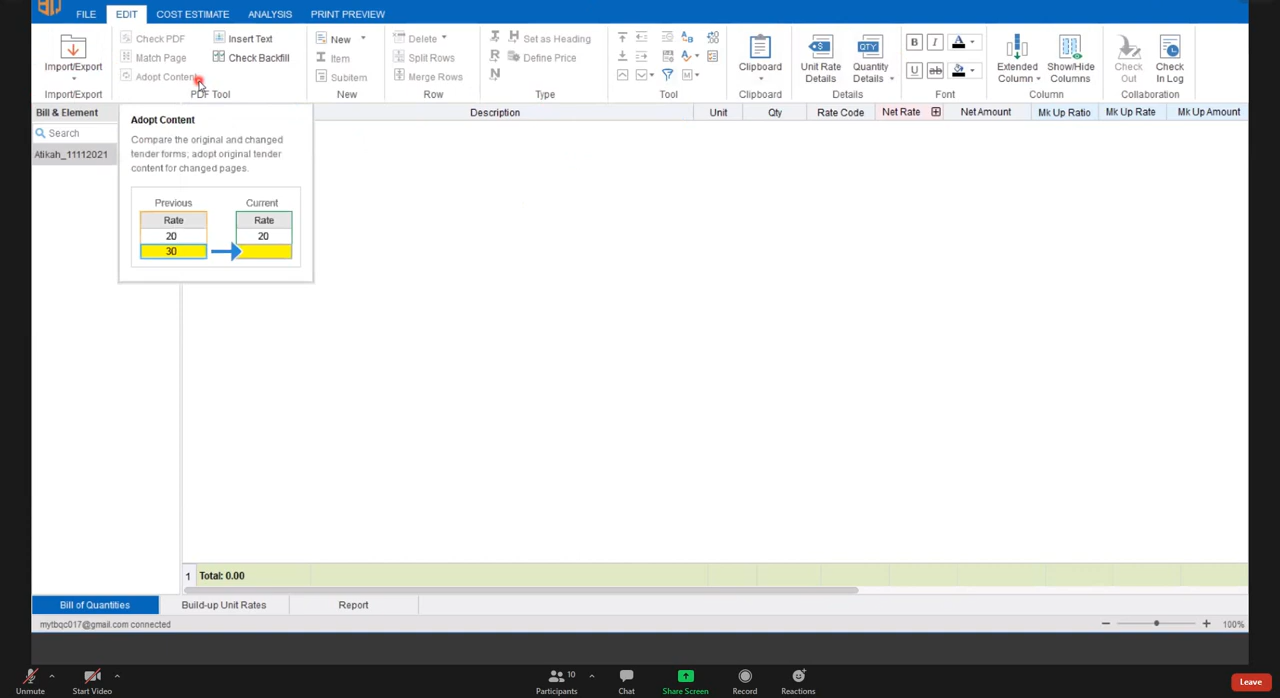 FILE EDIT COST ESTIMATE ANALYSIS PRINT PREVIEW
Import/Export
Import/Export
Check PDF
Match Page
Adopt Content
Insert Text
Check Backfill
PDF Tool
New
Item
Subitem
New
Delete
Split Rows
Merge Rows
Row
Set as Heading
Define Price
Type
Tool
Clipboard
Clipboard
Unit Rate Details
Quantity Details
Details
B I A
U ab
Font
Extended Column
Show/Hide Columns
Column
Check Out
Check In Log
Collaboration
Bill & Element
Description Unit Qty Rate Code Net Rate Net Amount Mk Up Ratio Mk Up Rate Mk Up Amount
Search
Atikah_11112021
Adopt Content
Compare the original and changed
tender forms, adopt original tender
content for changed pages.
Previous Current
Rate Rate
20 20
30
1 Total: 0.00
Bill of Quantities Build-up Unit Rates Report
mytbqc017@gmail.com connected
100%
Unmute
Start Video
10
Participants
Chat
Share Screen
Record
Reactions
Leave